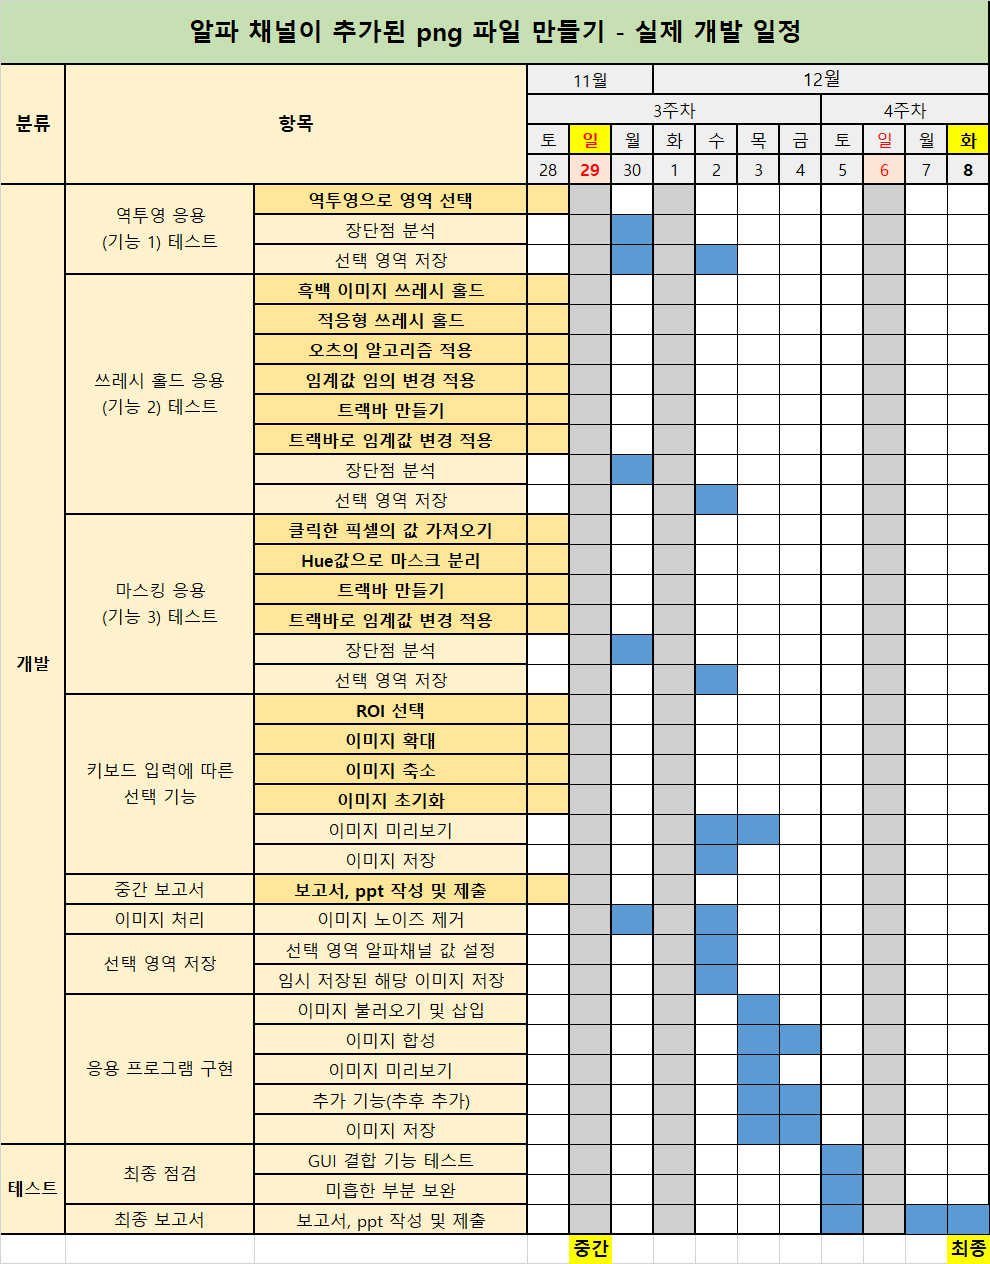 알파 채널이 추가된 png 파일 만들기 - 실제 개발 일정
분류
항목
11월
12월
3주차
4주차
토 일 월 화 수 목 금 토 일 월 화
28 29 30 1 2 3 4 5 6 7 8
개발
역투영 응용
(기능 1) 테스트
역투영으로 영역 선택
장단점 분석
선택 영역 저장
쓰레시 홀드 응용
(기능 2) 테스트
흑백 이미지 쓰레시 홀드
적응형 쓰레시 홀드
오츠의 알고리즘 적용
임계값 임의 변경 적용
트랙바 만들기
트랙바로 임계값 변경 적용
장단점 분석
선택 영역 저장
마스킹 응용
(기능 3) 테스트
클릭한 픽셀의 값 가져오기
Hue값으로 마스크 분리
트랙바 만들기
트랙바로 임계값 변경 적용
장단점 분석
선택 영역 저장
키보드 입력에 따른
선택 기능
ROI 선택
이미지 확대
이미지 축소
이미지 초기화
이미지 미리보기
이미지 저장
중간 보고서
보고서, ppt 작성 및 제출
이미지 처리
이미지 노이즈 제거
선택 영역 저장
선택 영역 알파채널 값 설정
임시 저장된 해당 이미지 저장
응용 프로그램 구현
이미지 불러오기 및 삽입
이미지 합성
이미지 미리보기
추가 기능(추후 추가)
이미지 저장
테스트
최종 점검
GUI 결합 기능 테스트
미흡한 부분 보완
최종 보고서
보고서, ppt 작성 및 제출
중간
최종